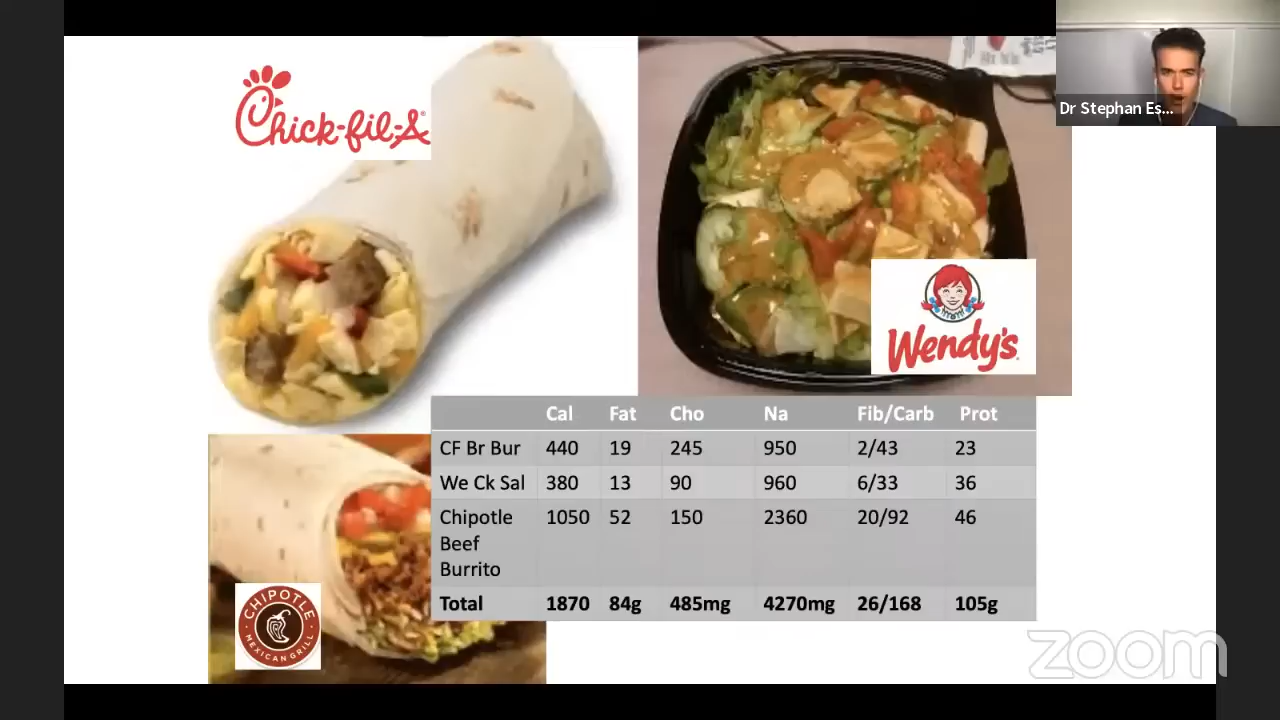 Chick-fil-A®
Wendy's
Dr Stephan Es...
Cal Fat Cho Na Fib/Carb Prot
CF Br Bur 440 19 245 950 2/43 23
We Ck Sal 380 13 90 960 6/33 36
Chipotle 1050 52 150 2360 20/92 46
Beef
Burrito
Total 1870 84g 485mg 4270mg 26/168 105g
CHIPOTLE
MEXICAN GRILL
zoom